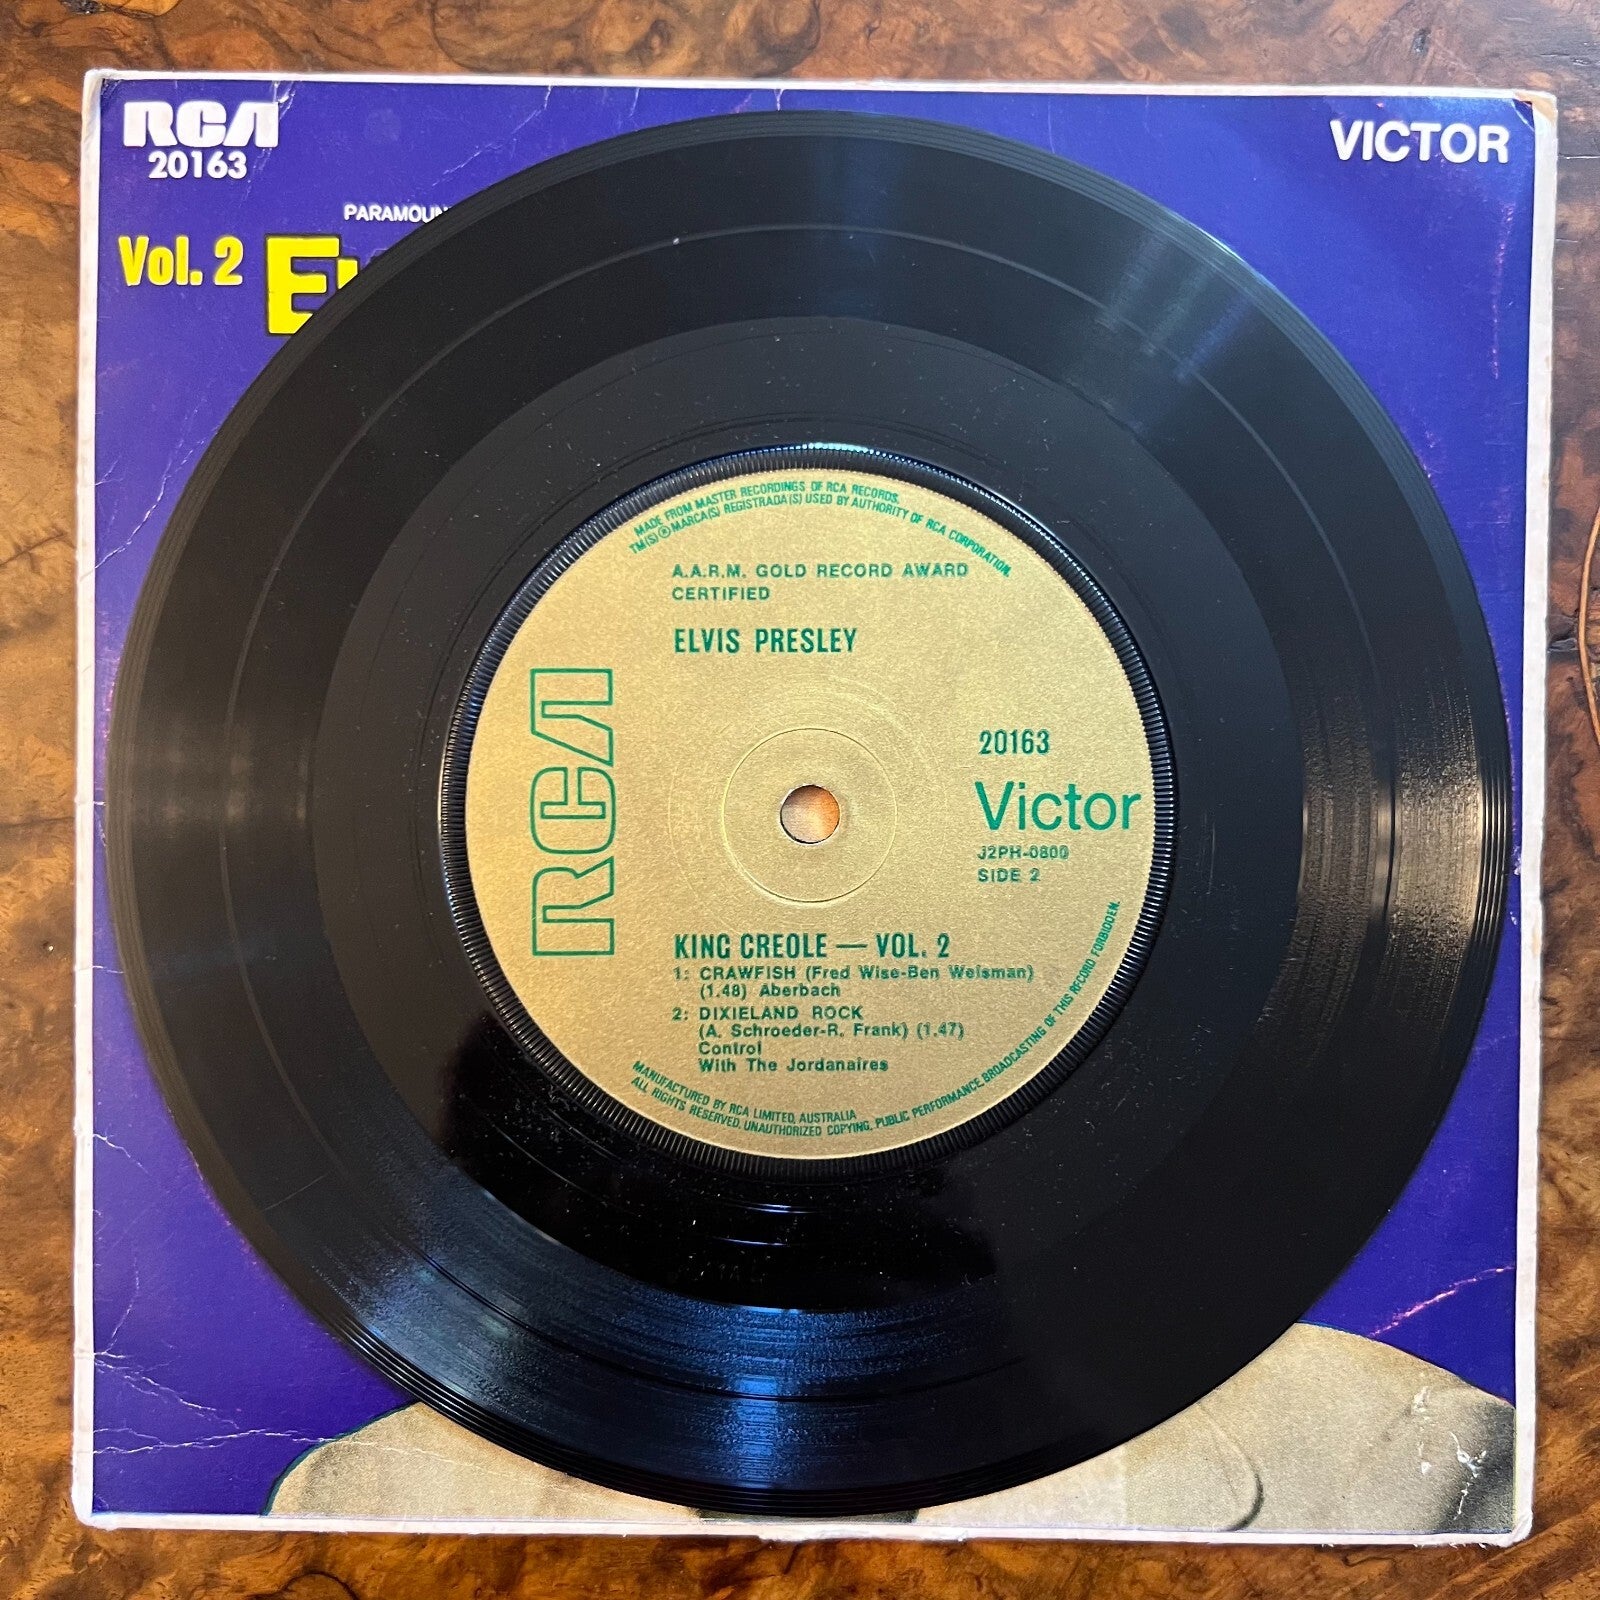 RCA
20163
VICTOR
PARAMOUN
Vol. 2
MADE FROM MASTER RECORDINGS OF RCA RECORDS.
TM(S) ® MARCA(S) REGISTRADA(S) USED BY AUTHORITY OF RCA CORPORATION.
A.A.R.M. GOLD RECORD AWARD
CERTIFIED
ELVIS PRESLEY
RCA
20163
Victor
J2PH-0800
SIDE 2
KING CREOLE — VOL. 2
1: CRAWFISH (Fred Wise-Ben Weisman)
(1.48) Aberbach
2: DIXIELAND ROCK
(A. Schroeder-R. Frank) (1.47)
Control
With The Jordanaires
MANUFACTURED BY RCA LIMITED, AUSTRALIA
ALL RIGHTS RESERVED, UNAUTHORIZED COPYING, PUBLIC PERFORMANCE BROADCASTING OF THIS RECORD FORBIDDEN.